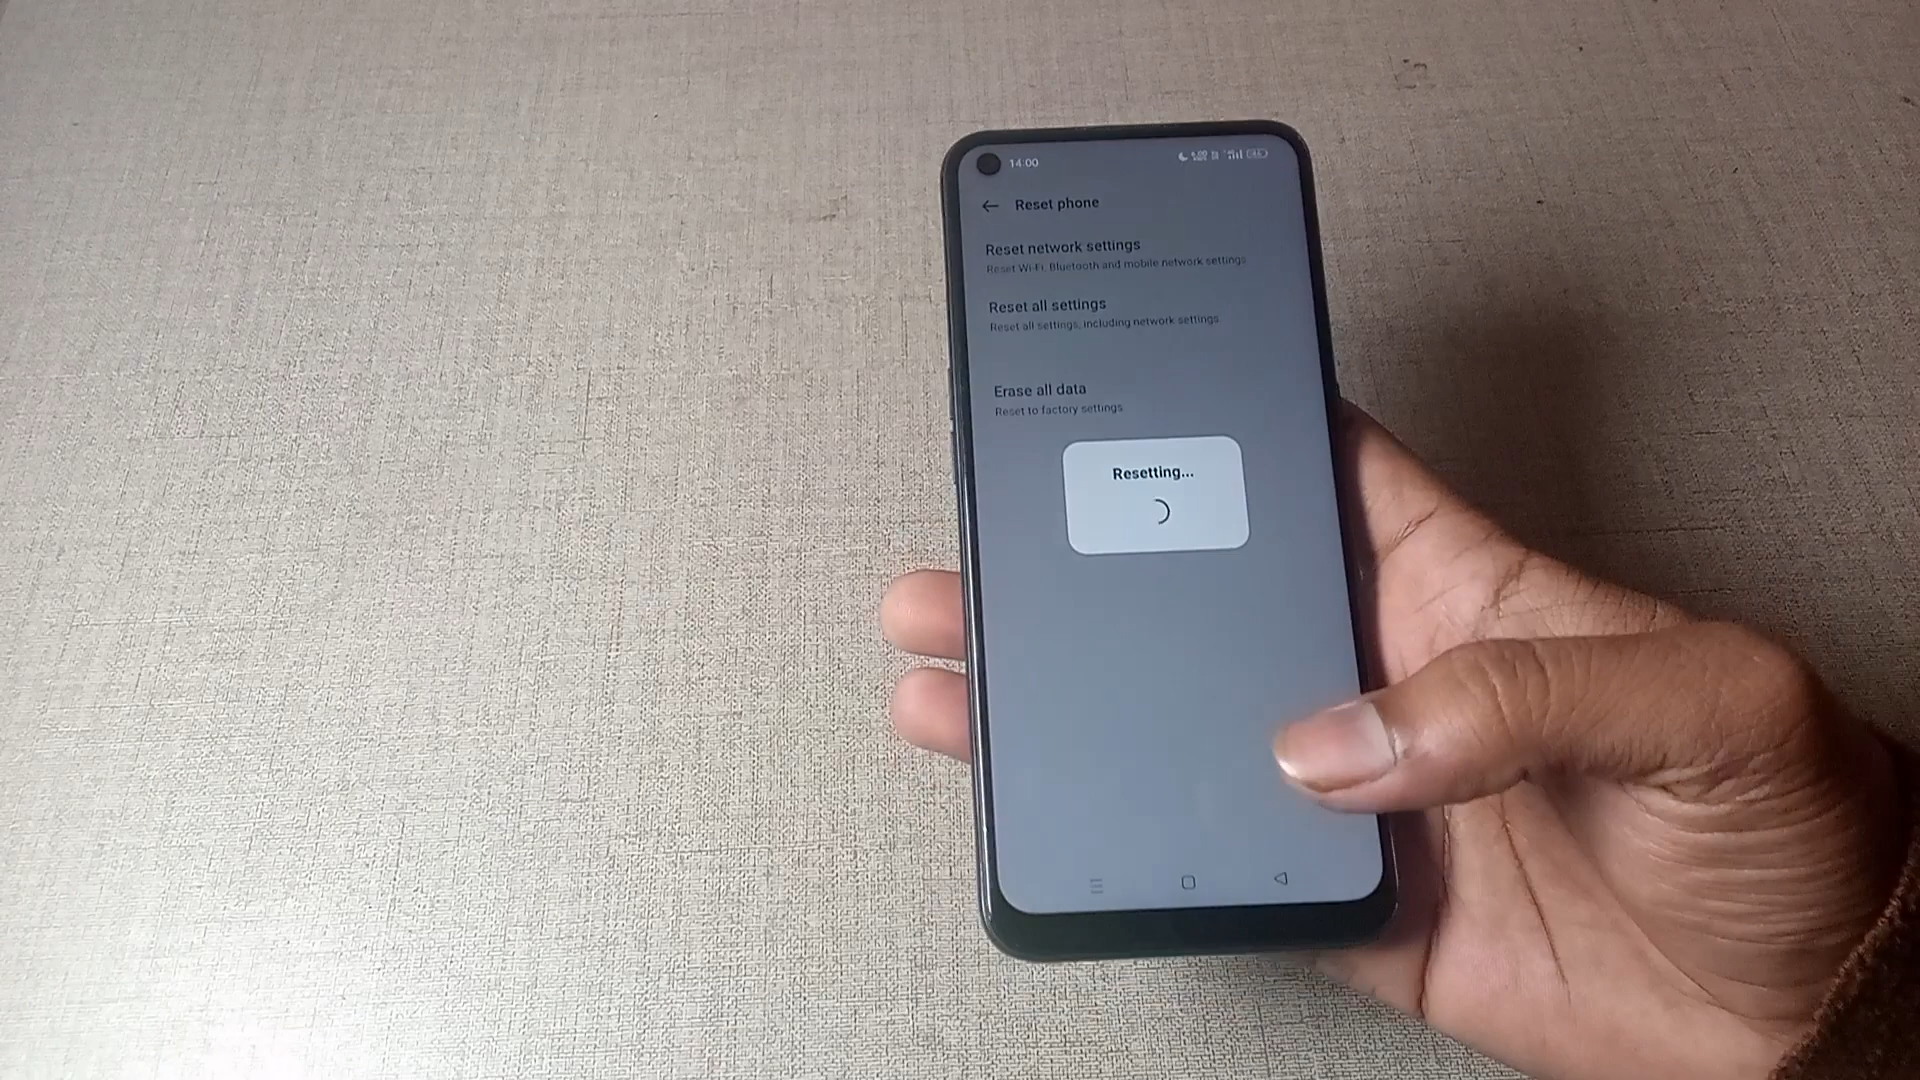 14:00
Reset phone
Reset network settings
Reset Wi-Fi, Bluetooth and mobile network settings
Reset all settings
Reset all settings, including network settings
Erase all data
Reset to factory settings
Resetting...